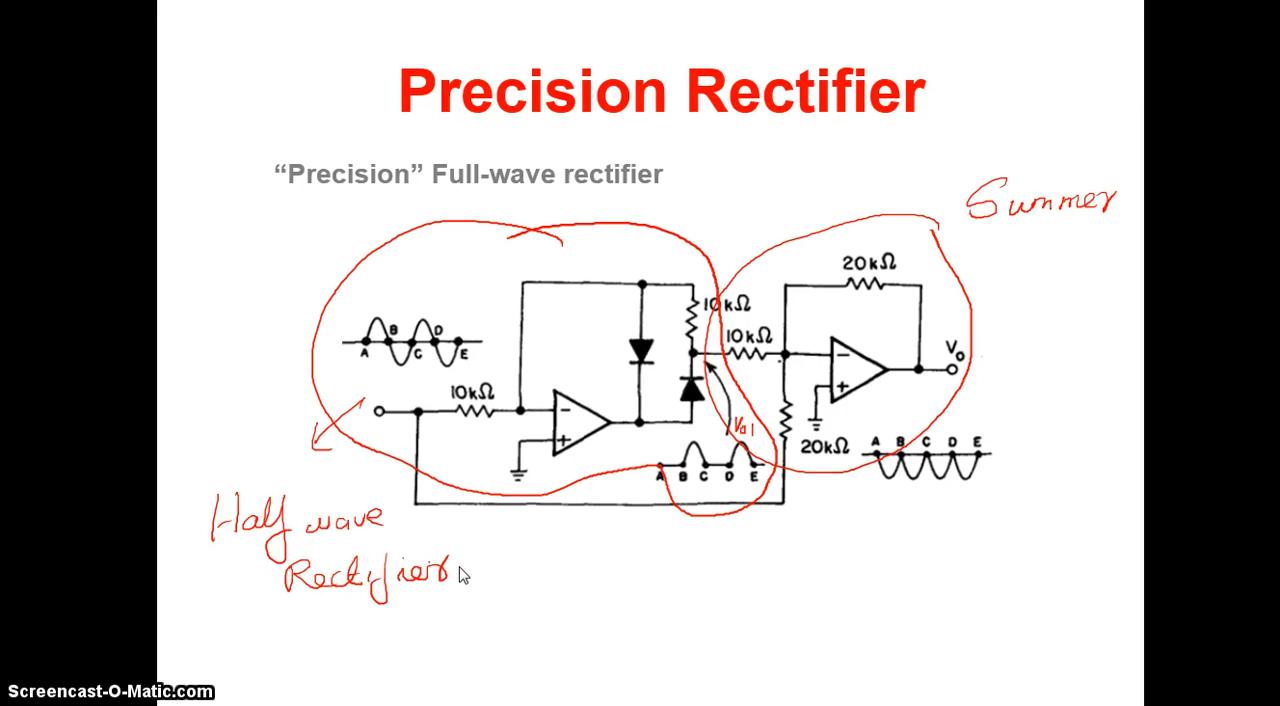 Precision Rectifier
“Precision” Full-wave rectifier
Summer
20kΩ
10kΩ
10kΩ
B D
A C E
Vo
10kΩ
− +
− +
Vo1
20kΩ
A B C D E
A B C D E
Half wave
Rectifier
Screencast-O-Matic.com